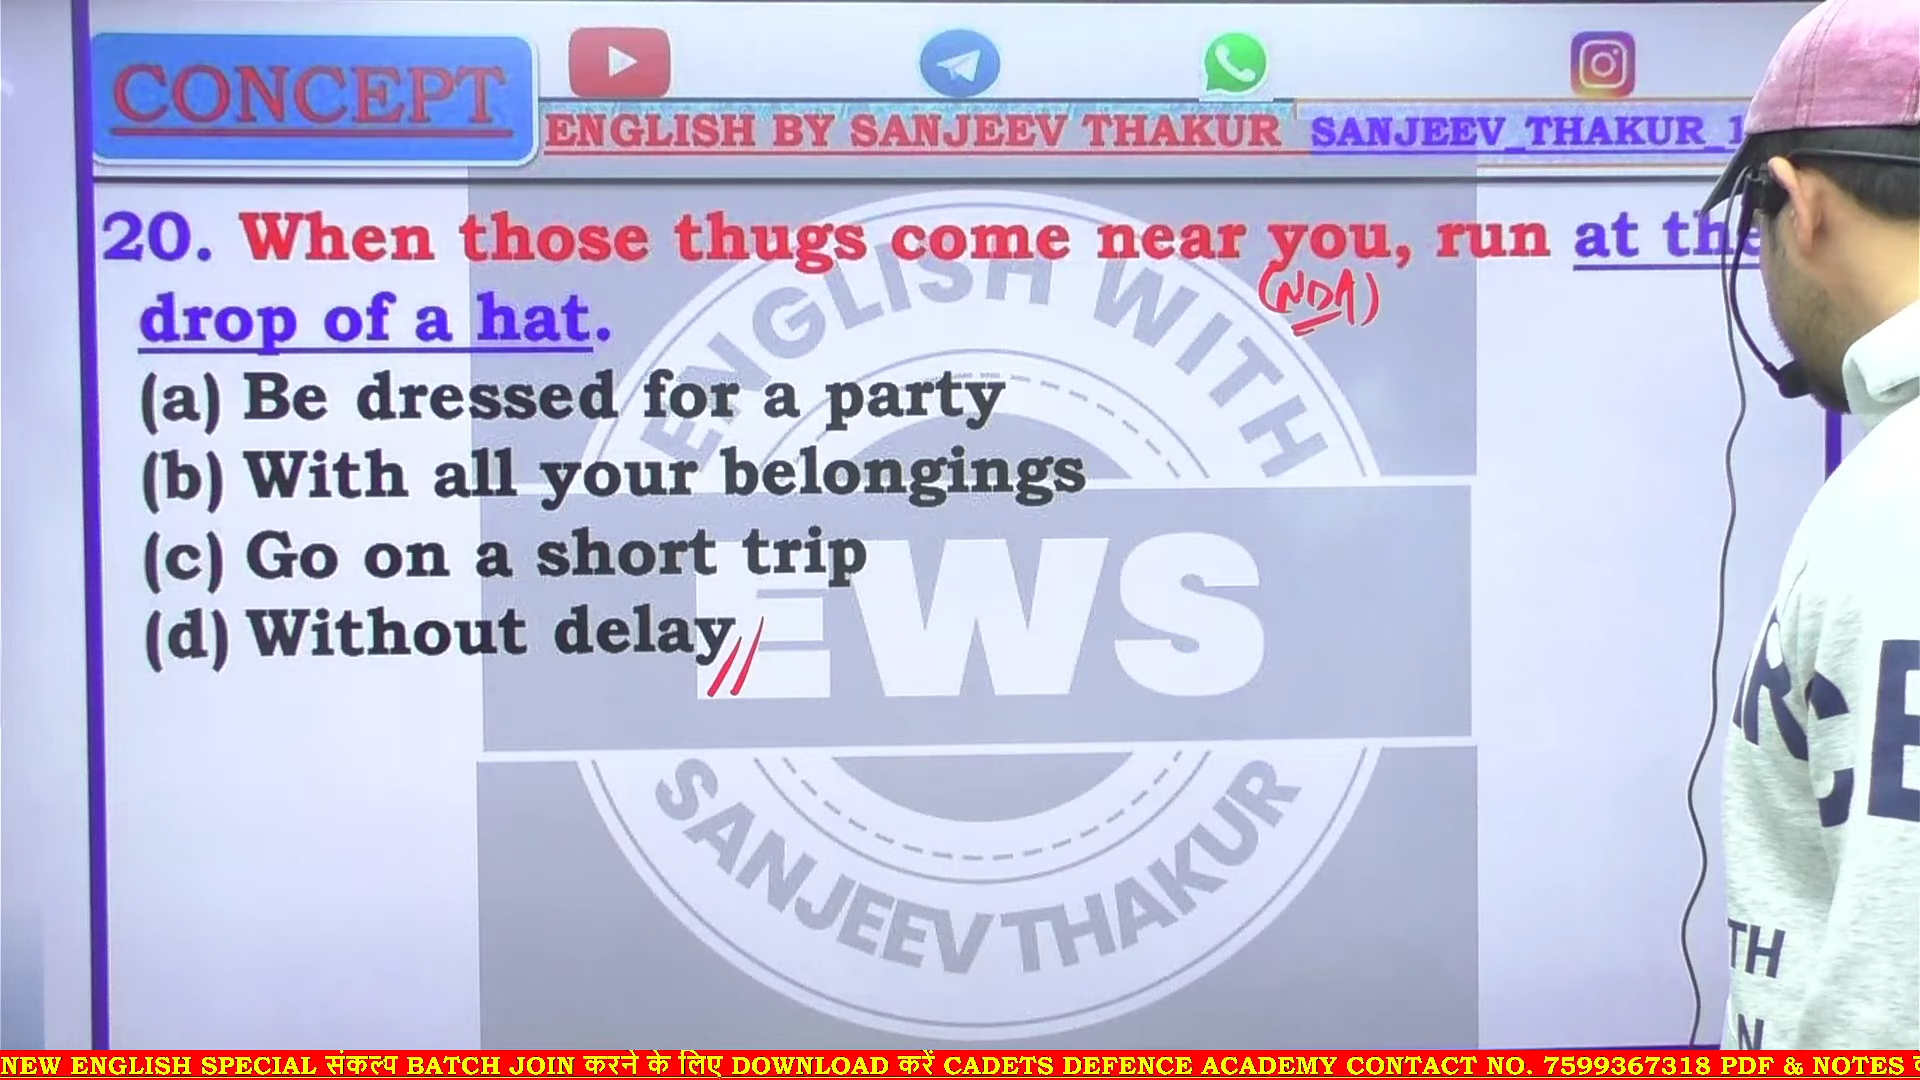 CONCEPT
ENGLISH BY SANJEEV THAKUR
SANJEEV_THAKUR_1
20. When those thugs come near you, run at the
(NDA)
drop of a hat.
(a) Be dressed for a party
(b) With all your belongings
(c) Go on a short trip
(d) Without delay
ENGLISH WITH
EWS
SANJEEV THAKUR
TH
N
NEW ENGLISH SPECIAL संकल्प BATCH JOIN करने के लिए DOWNLOAD करें CADETS DEFENCE ACADEMY CONTACT NO. 7599367318 PDF & NOTES